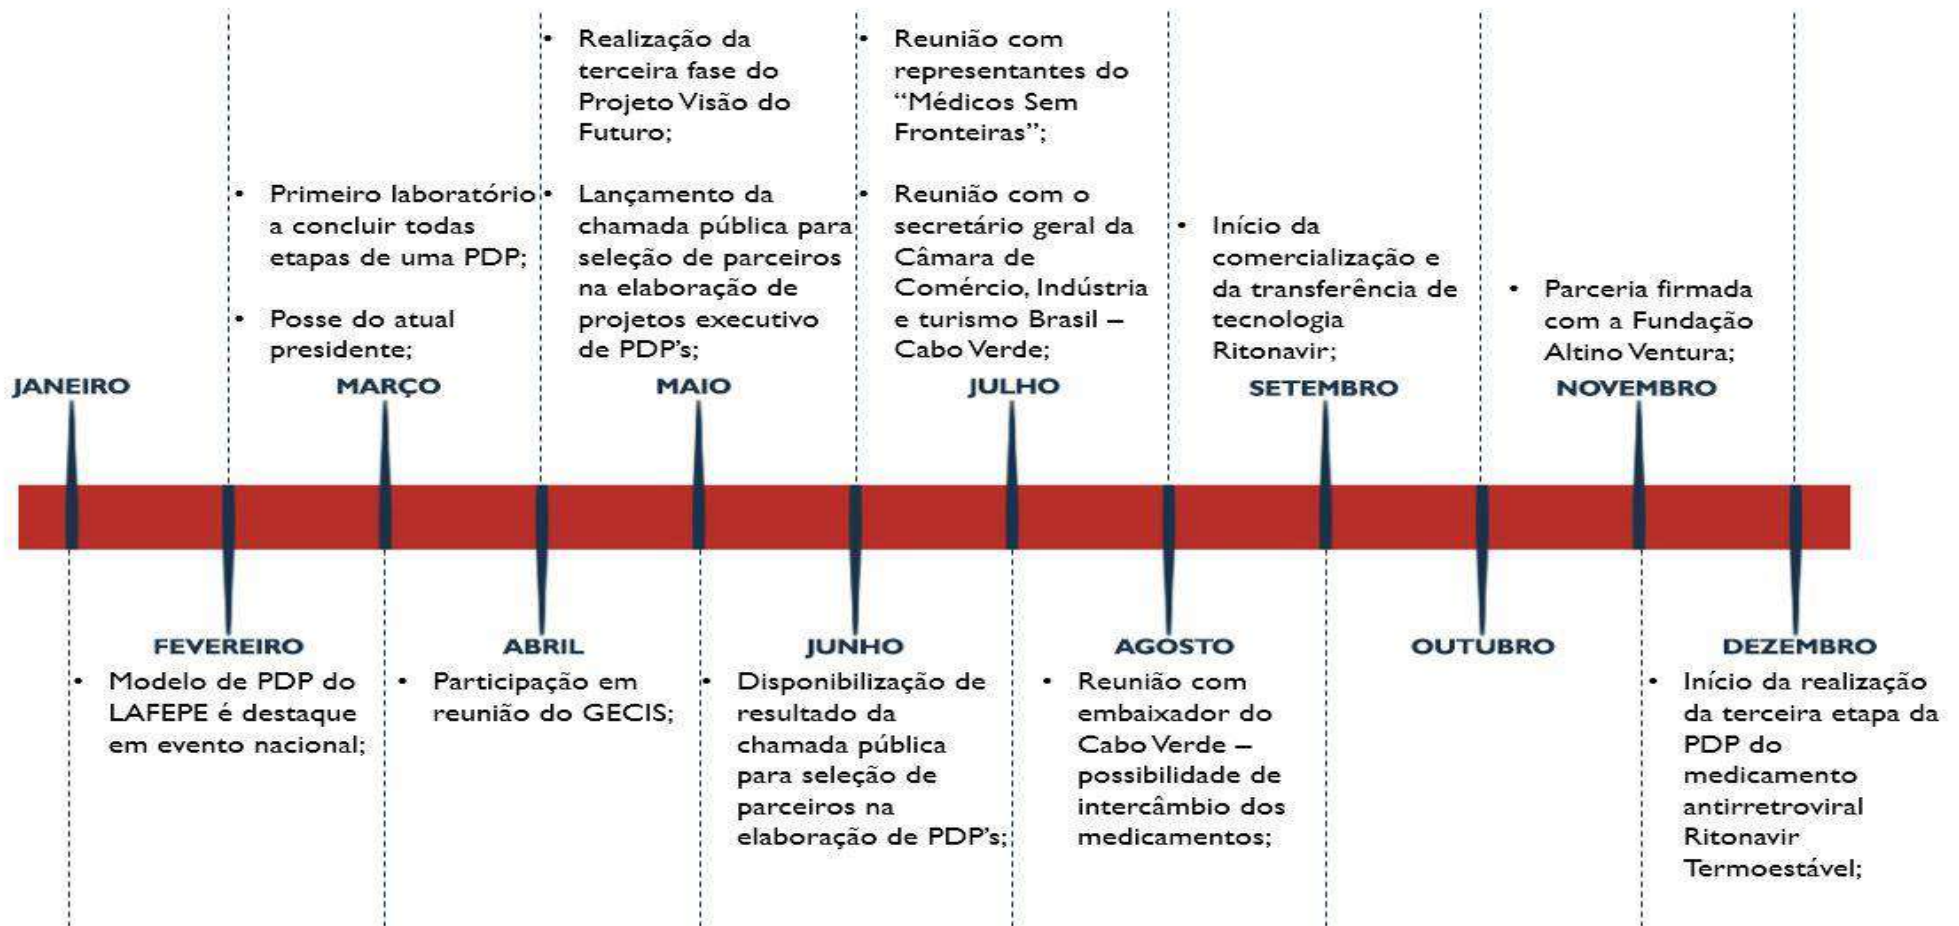 JANEIRO
FEVEREIRO
• Modelo de PDP do
LAFEPE é destaque
em evento nacional;
• Primeiro laboratório
a concluir todas
etapas de uma PDP;
• Posse do atual
presidente;
MARÇO
ABRIL
• Participação em
reunião do GECIS;
• Realização da
terceira fase do
Projeto Visão do
Futuro;
• Lançamento da
chamada pública para
seleção de parceiros
na elaboração de
projetos executivo
de PDP's;
MAIO
JUNHO
• Disponibilização de
resultado da
chamada pública
para seleção de
parceiros na
elaboração de PDP's;
• Reunião com
representantes do
“Médicos Sem
Fronteiras”;
• Reunião com o
secretário geral da
Câmara de
Comércio, Indústria
e turismo Brasil –
Cabo Verde;
JULHO
AGOSTO
• Reunião com
embaixador do
Cabo Verde –
possibilidade de
intercâmbio dos
medicamentos;
• Início da
comercialização e
da transferência de
tecnologia
Ritonavir;
SETEMBRO
OUTUBRO
• Parceria firmada
com a Fundação
Altino Ventura;
NOVEMBRO
DEZEMBRO
• Início da realização
da terceira etapa da
PDP do
medicamento
antirretroviral
Ritonavir
Termoestável;